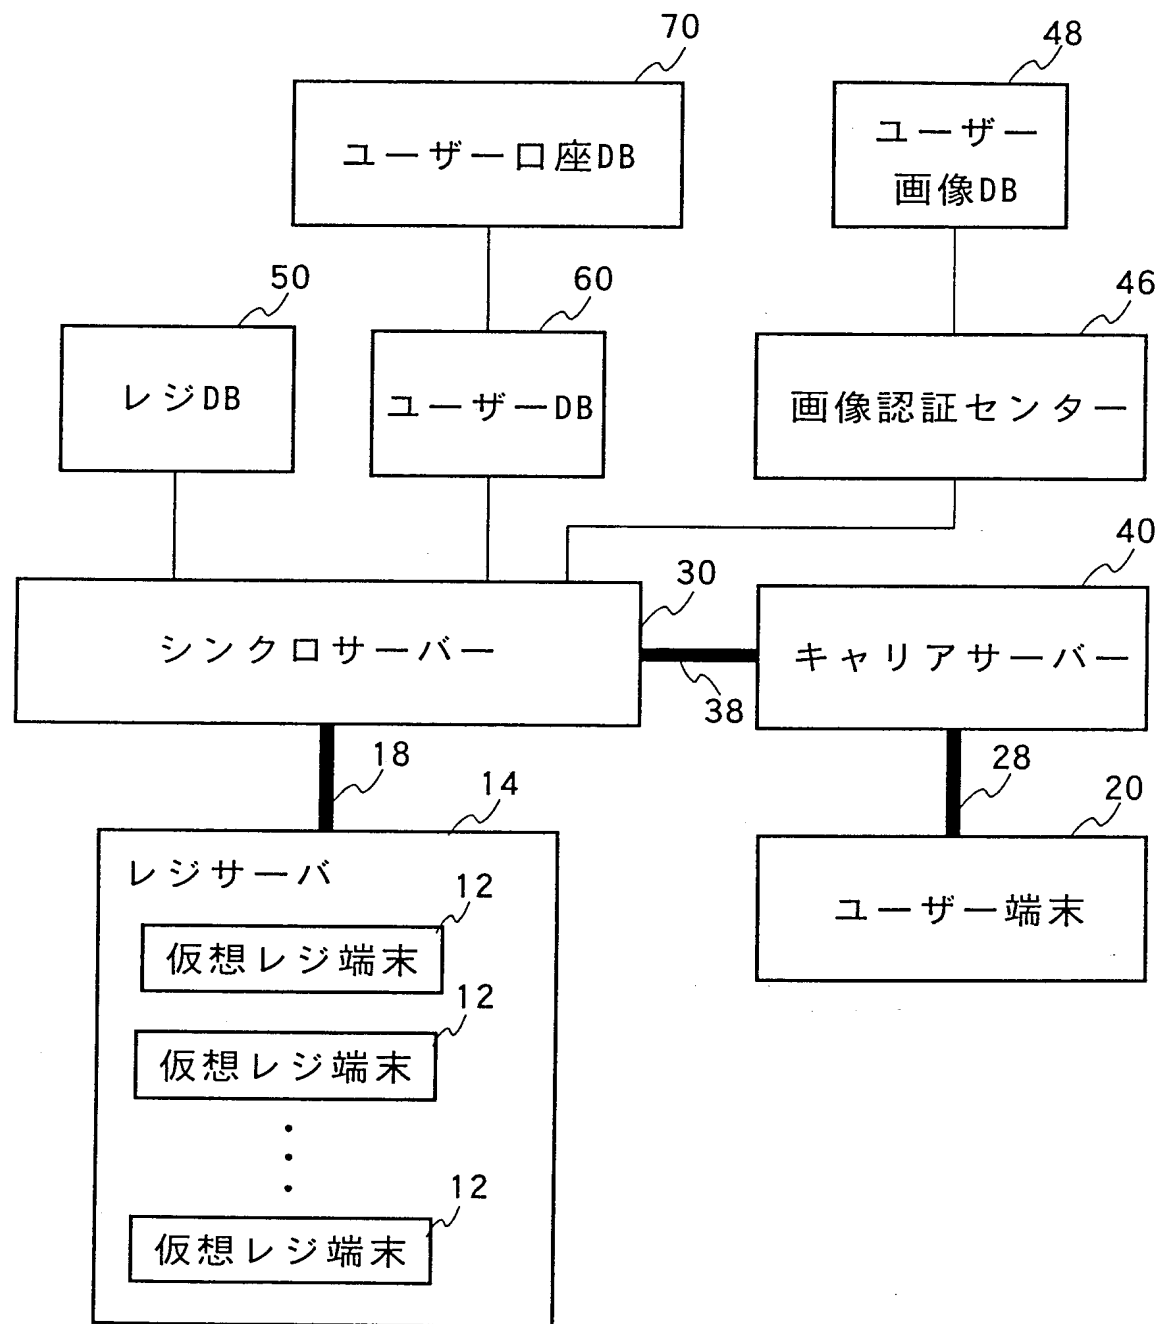 70
48
ユーザー口座DB
ユーザー
画像DB
50
60
46
レジDB
ユーザーDB
画像認証センター
40
30
シンクロサーバー
キャリアサーバー
38
18
28
14
20
レジサーバ
ユーザー端末
12
仮想レジ端末
12
仮想レジ端末
12
仮想レジ端末